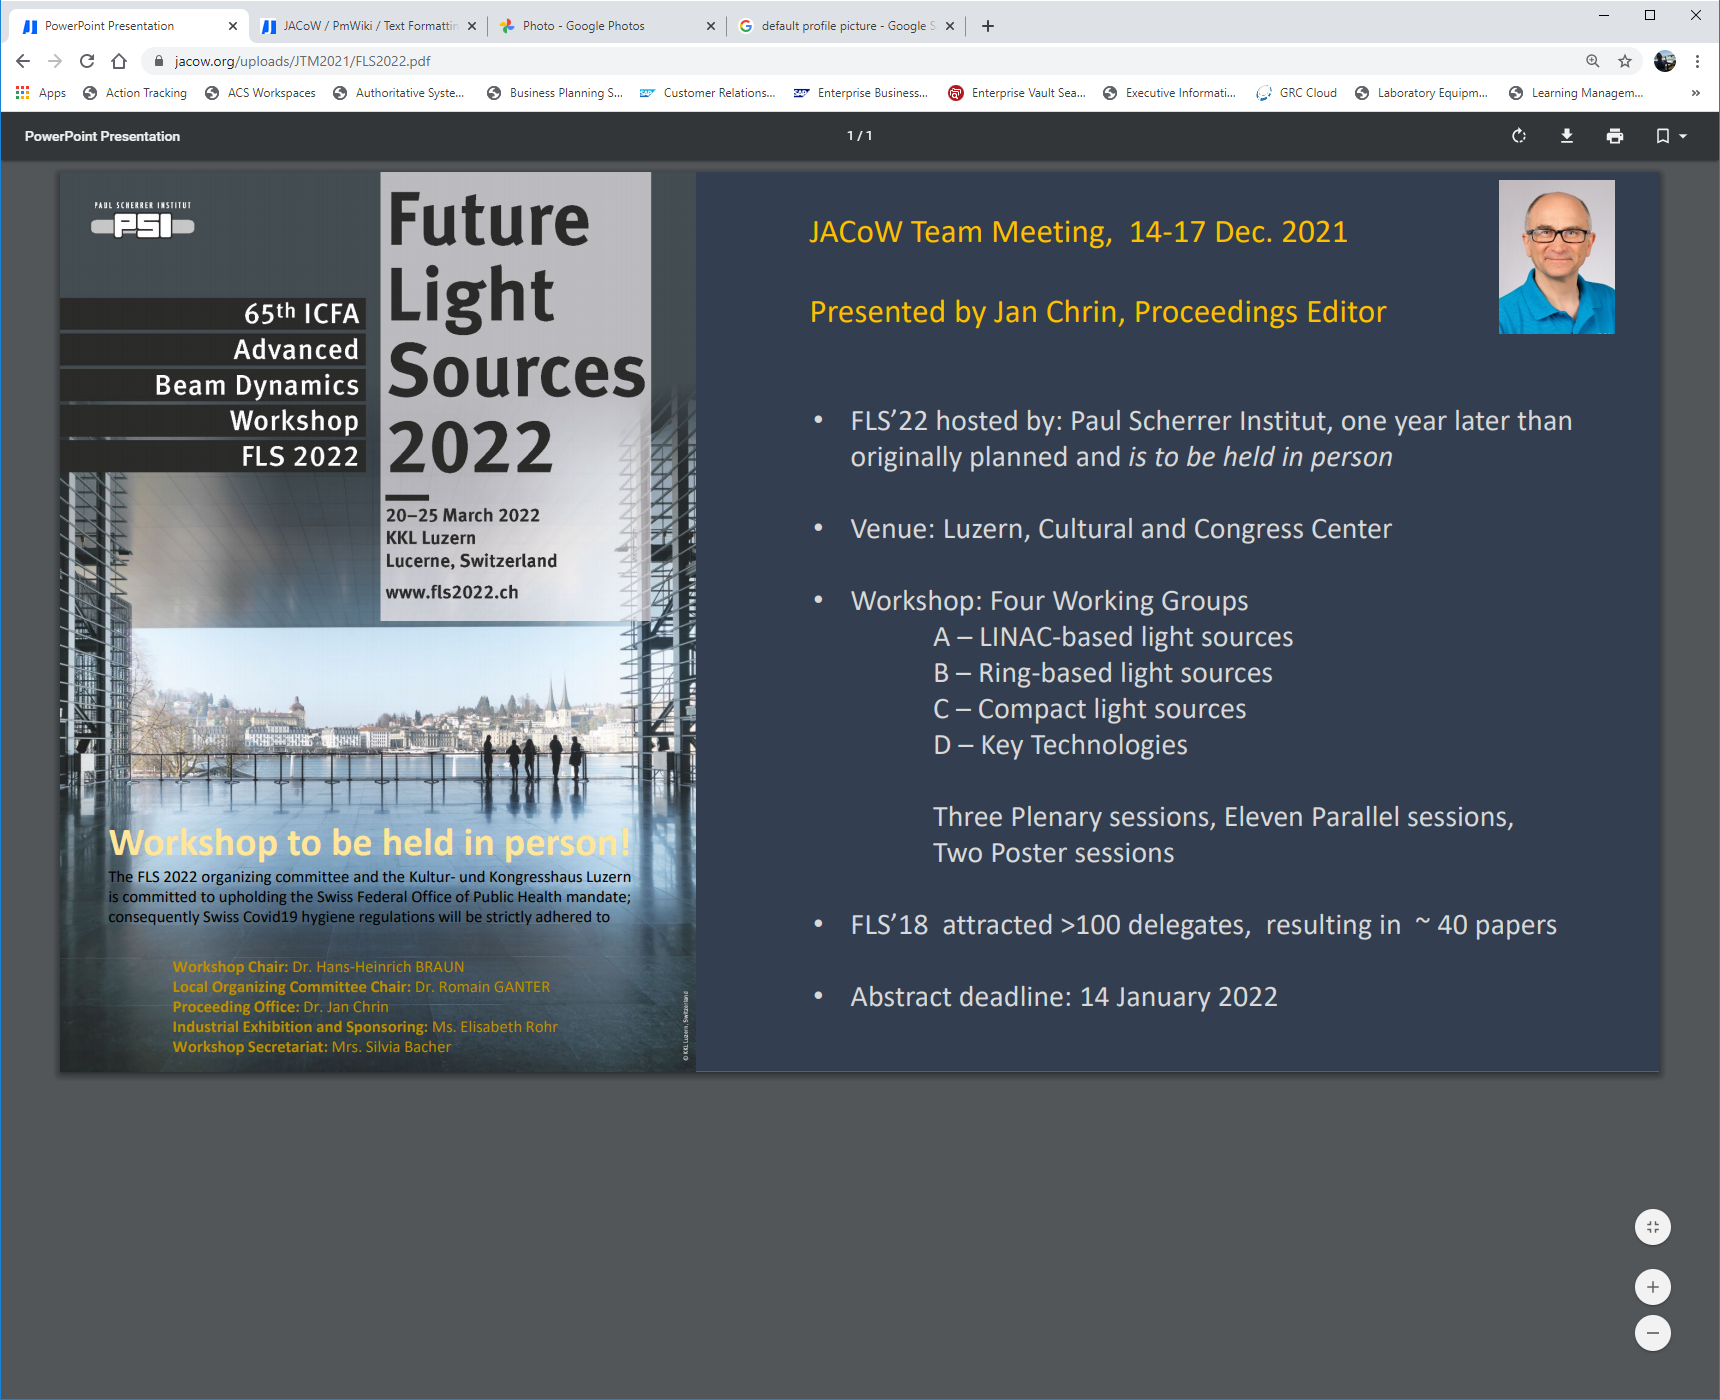 PowerPoint Presentation
JACoW / PmWiki / Text Formattin
Photo - Google Photos
default profile picture - Google S
jacow.org/uploads/JTM2021/FLS2022.pdf
Apps
Action Tracking
ACS Workspaces
Authoritative Syste...
Business Planning S...
Customer Relations...
Enterprise Business...
Enterprise Vault Sea...
Executive Informati...
GRC Cloud
Laboratory Equipm...
Learning Managem...
»
PowerPoint Presentation
1 / 1
PAUL SCHERRER INSTITUT
PSI
Future
Light
Sources
2022
65th ICFA
Advanced
Beam Dynamics
Workshop
FLS 2022
20–25 March 2022
KKL Luzern
Lucerne, Switzerland
www.fls2022.ch
Workshop to be held in person!
The FLS 2022 organizing committee and the Kultur- und Kongresshaus Luzern
is committed to upholding the Swiss Federal Office of Public Health mandate;
consequently Swiss Covid19 hygiene regulations will be strictly adhered to
Workshop Chair: Dr. Hans-Heinrich BRAUN
Local Organizing Committee Chair: Dr. Romain GANTER
Proceeding Office: Dr. Jan Chrin
Industrial Exhibition and Sponsoring: Ms. Elisabeth Rohr
Workshop Secretariat: Mrs. Silvia Bacher
© KKL Luzern, Switzerland
JACoW Team Meeting,  14-17 Dec. 2021
Presented by Jan Chrin, Proceedings Editor
• FLS’22 hosted by: Paul Scherrer Institut, one year later than
originally planned and is to be held in person
• Venue: Luzern, Cultural and Congress Center
• Workshop: Four Working Groups
A – LINAC-based light sources
B – Ring-based light sources
C – Compact light sources
D – Key Technologies
Three Plenary sessions, Eleven Parallel sessions,
Two Poster sessions
• FLS’18  attracted >100 delegates,  resulting in  ~ 40 papers
• Abstract deadline: 14 January 2022